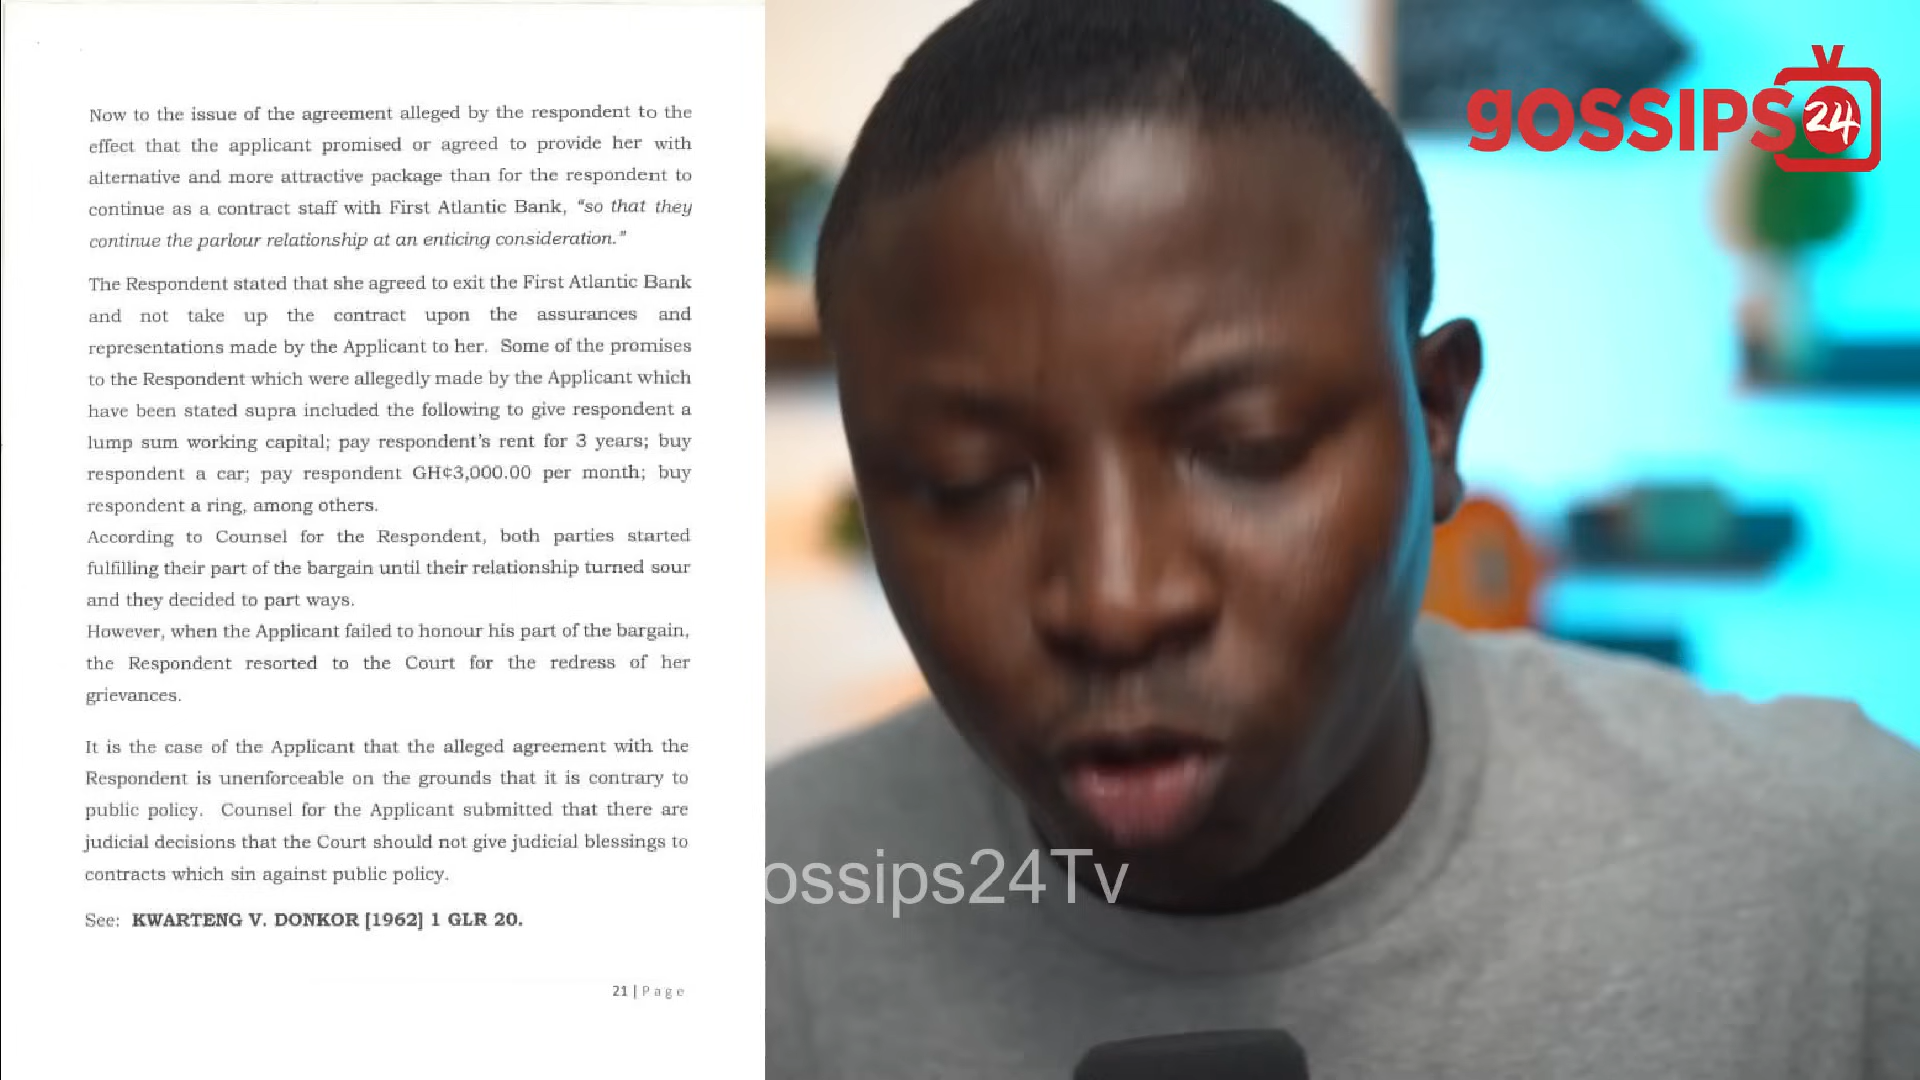 Now to the issue of the agreement alleged by the respondent to the
effect that the applicant promised or agreed to provide her with
alternative and more attractive package than for the respondent to
continue as a contract staff with First Atlantic Bank, "so that they
continue the parlour relationship at an enticing consideration."
The Respondent stated that she agreed to exit the First Atlantic Bank
and not take up the contract upon the assurances and
representations made by the Applicant to her. Some of the promises
to the Respondent which were allegedly made by the Applicant which
have been stated supra included the following to give respondent a
lump sum working capital; pay respondent's rent for 3 years; buy
respondent a car; pay respondent GH¢3,000.00 per month; buy
respondent a ring, among others.
According to Counsel for the Respondent, both parties started
fulfilling their part of the bargain until their relationship turned sour
and they decided to part ways.
However, when the Applicant failed to honour his part of the bargain,
the Respondent resorted to the Court for the redress of her
grievances.
It is the case of the Applicant that the alleged agreement with the
Respondent is unenforceable on the grounds that it is contrary to
public policy. Counsel for the Applicant submitted that there are
judicial decisions that the Court should not give judicial blessings to
contracts which sin against public policy.
See: KWARTENG V. DONKOR [1962] 1 GLR 20.
21 | Page
gOSSIPS 24
ossips24Tv